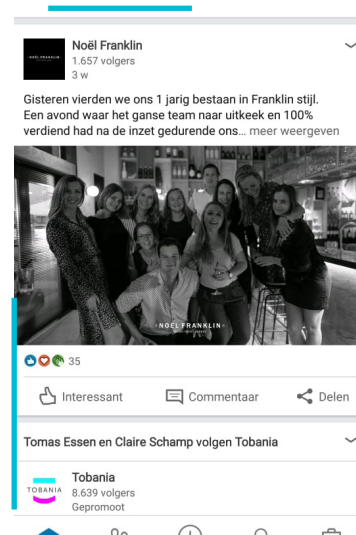 NOËL FRANKLIN
Noël Franklin
1.657 volgers
3 w
Gisteren vierden we ons 1 jarig bestaan in Franklin stijl.
Een avond waar het ganse team naar uitkeek en 100%
verdiend had na de inzet gedurende ons… meer weergeven
NOËL FRANKLIN
35
Interessant
Commentaar
Delen
Tomas Essen en Claire Schamp volgen Tobania
TOBANIA
Tobania
8.639 volgers
Gepromoot